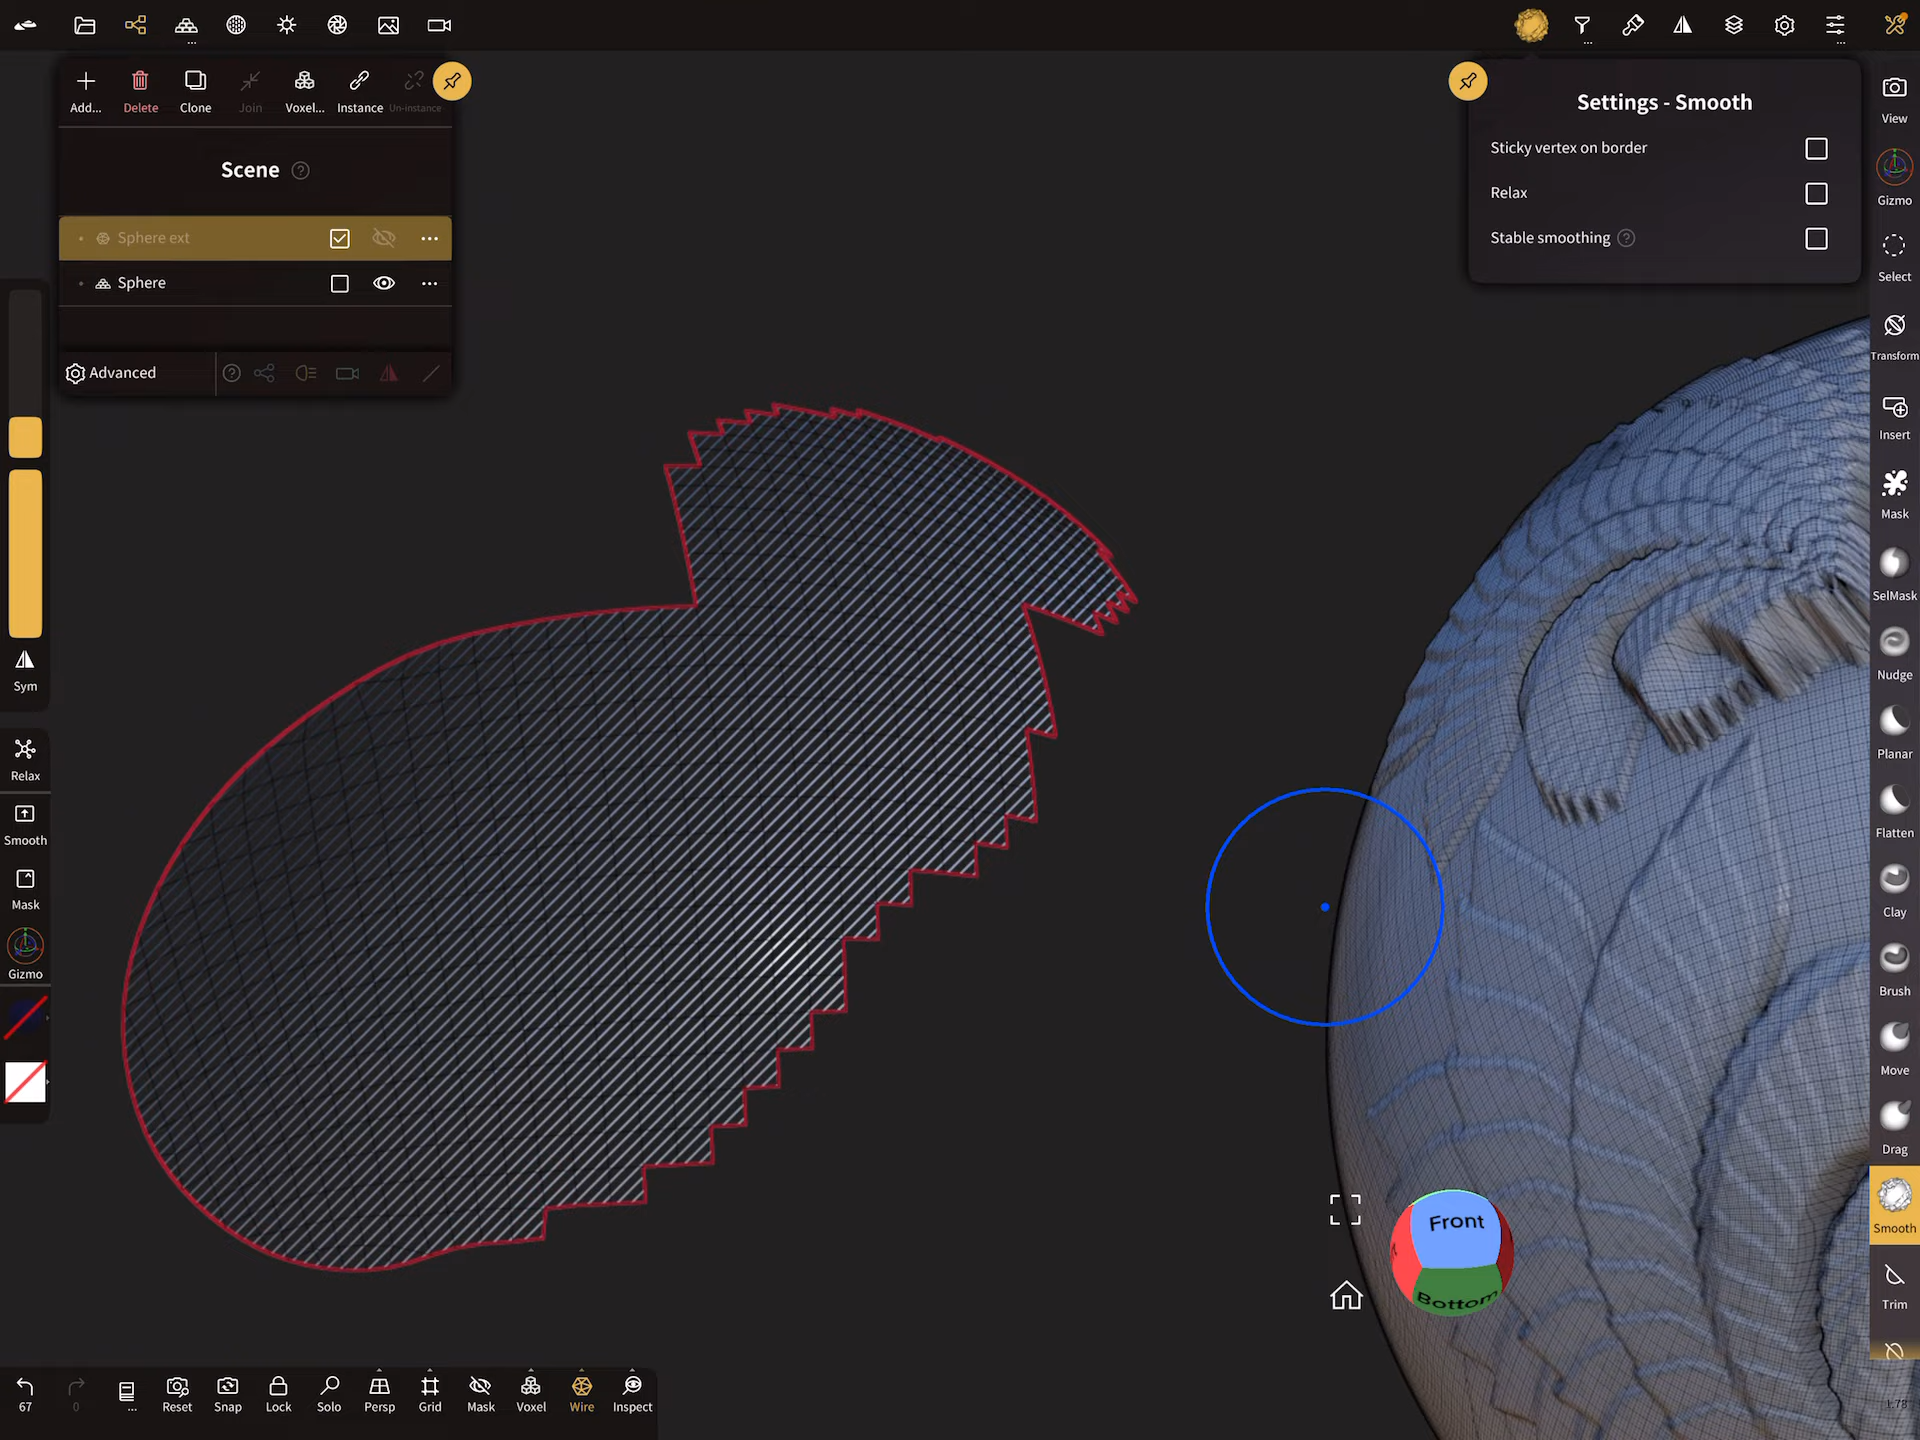 Add...
Delete
Clone
Join
Voxel...
Instance
Un-instance
Scene
Sphere ext
Sphere
Advanced
Settings - Smooth
Sticky vertex on border
Relax
Stable smoothing
View
Gizmo
Select
Transform
Insert
Mask
SelMask
Nudge
Planar
Flatten
Clay
Brush
Move
Drag
Smooth
Trim
Sym
Relax
Smooth
Mask
Gizmo
Front
Bottom
67
0
...
Reset
Snap
Lock
Solo
Persp
Grid
Mask
Voxel
Wire
Inspect